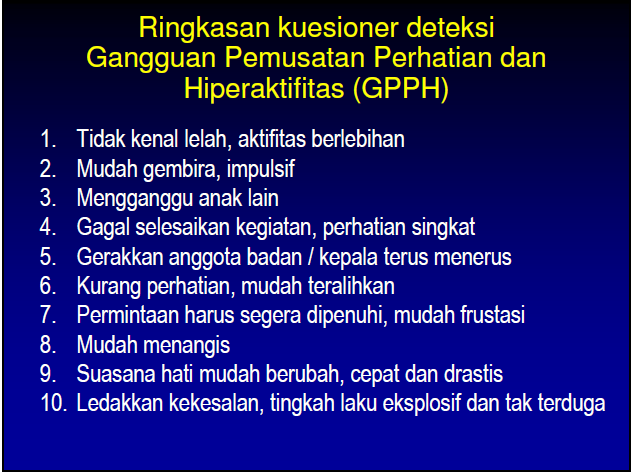 Ringkasan kuesioner deteksi
Gangguan Pemusatan Perhatian dan
Hiperaktifitas (GPPH)
1. Tidak kenal lelah, aktifitas berlebihan
2. Mudah gembira, impulsif
3. Mengganggu anak lain
4. Gagal selesaikan kegiatan, perhatian singkat
5. Gerakkan anggota badan / kepala terus menerus
6. Kurang perhatian, mudah teralihkan
7. Permintaan harus segera dipenuhi, mudah frustasi
8. Mudah menangis
9. Suasana hati mudah berubah, cepat dan drastis
10. Ledakkan kekesalan, tingkah laku eksplosif dan tak terduga